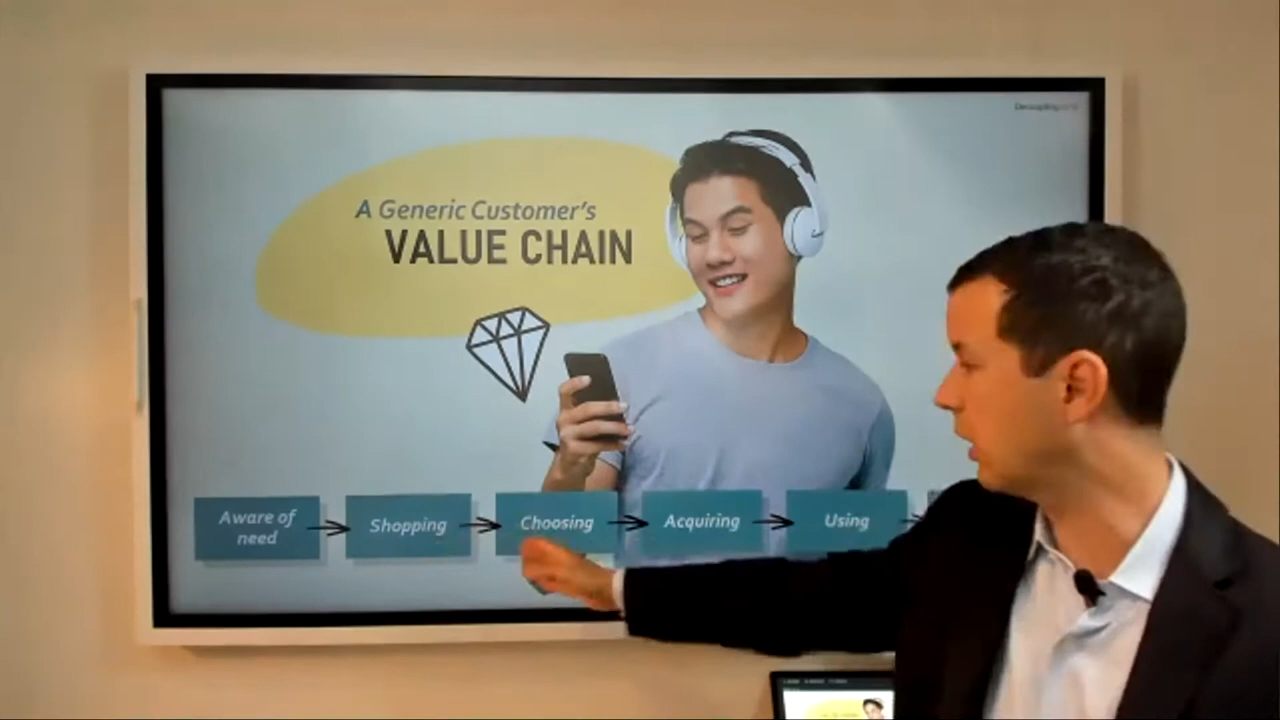 A Generic Customer's
VALUE CHAIN
Aware of
need
Shopping
Choosing
Acquiring
Using